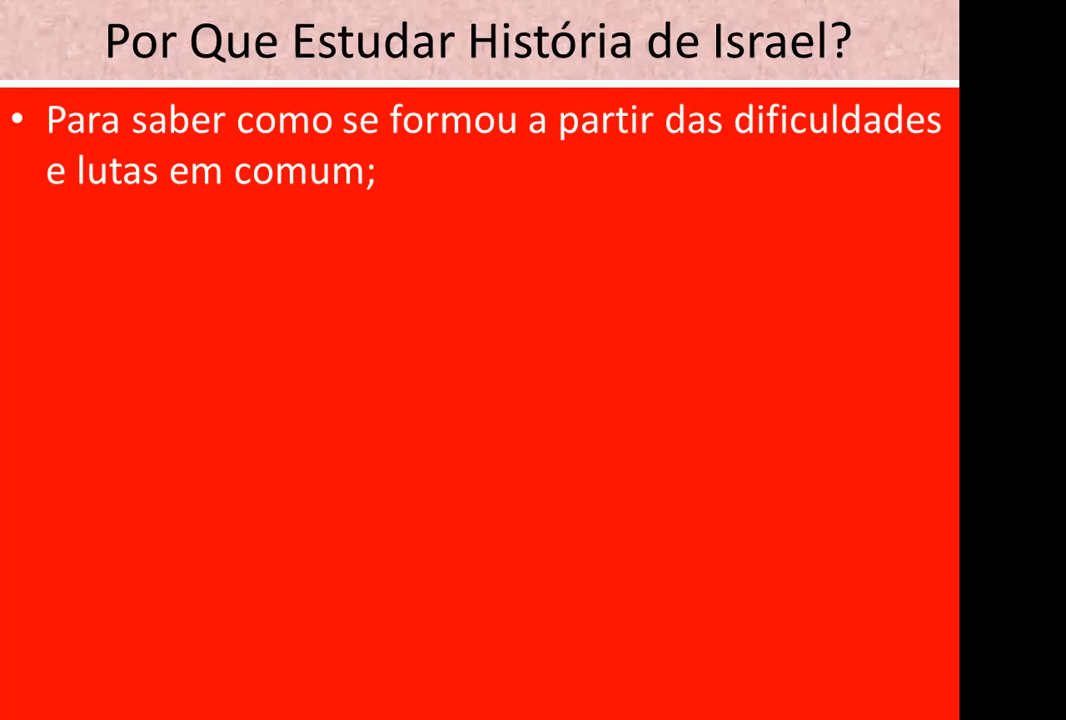 Por Que Estudar História de Israel?
• Para saber como se formou a partir das dificuldades
e lutas em comum;